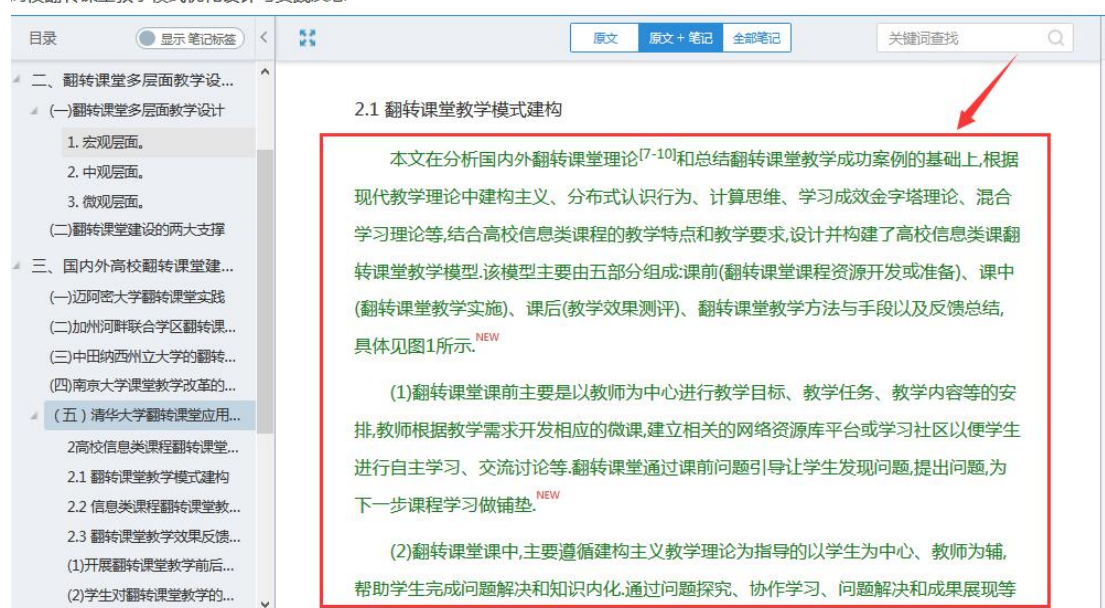 目录
显示 笔记标签
<
原文
原文 + 笔记
全部笔记
关键词查找
二、翻转课堂多层面教学设...
(一)翻转课堂多层面教学设计
1. 宏观层面。
2. 中观层面。
3. 微观层面。
(二)翻转课堂建设的两大支撑
三、国内外高校翻转课堂建...
(一)迈阿密大学翻转课堂实践
(二)加州河畔联合学区翻转课...
(三)中田纳西州立大学的翻转...
(四)南京大学课堂教学改革的...
(五) 清华大学翻转课堂应用...
2高校信息类课程翻转课堂...
2.1 翻转课堂教学模式建构
2.2 信息类课程翻转课堂教...
2.3 翻转课堂教学效果反馈...
(1)开展翻转课堂教学前后...
(2)学生对翻转课堂教学的...
2.1 翻转课堂教学模式建构
本文在分析国内外翻转课堂理论[7-10]和总结翻转课堂教学成功案例的基础上,根据
现代教学理论中建构主义、分布式认识行为、计算思维、学习成效金字塔理论、混合
学习理论等,结合高校信息类课程的教学特点和教学要求,设计并构建了高校信息类课翻
转课堂教学模型.该模型主要由五部分组成:课前(翻转课堂课程资源开发或准备)、课中
(翻转课堂教学实施)、课后(教学效果测评)、翻转课堂教学方法与手段以及反馈总结,
具体见图1所示.NEW
(1)翻转课堂课前主要是以教师为中心进行教学目标、教学任务、教学内容等的安
排,教师根据教学需求开发相应的微课,建立相关的网络资源库平台或学习社区以便学生
进行自主学习、交流讨论等.翻转课堂通过课前问题引导让学生发现问题,提出问题,为
下一步课程学习做铺垫.NEW
(2)翻转课堂课中,主要遵循建构主义教学理论为指导的以学生为中心、教师为辅,
帮助学生完成问题解决和知识内化.通过问题探究、协作学习、问题解决和成果展现等